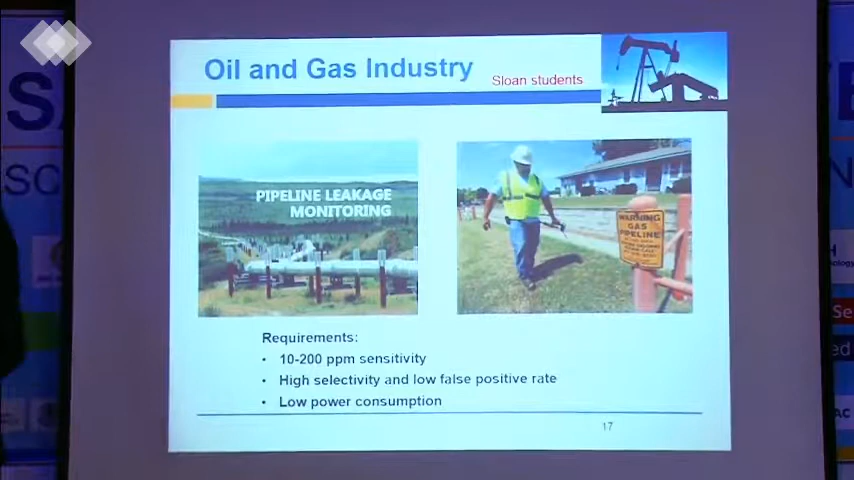 Oil and Gas Industry
Sloan students
PIPELINE LEAKAGE
MONITORING
WARNING
GAS
PIPELINE
Requirements:
• 10-200 ppm sensitivity
• High selectivity and low false positive rate
• Low power consumption
17